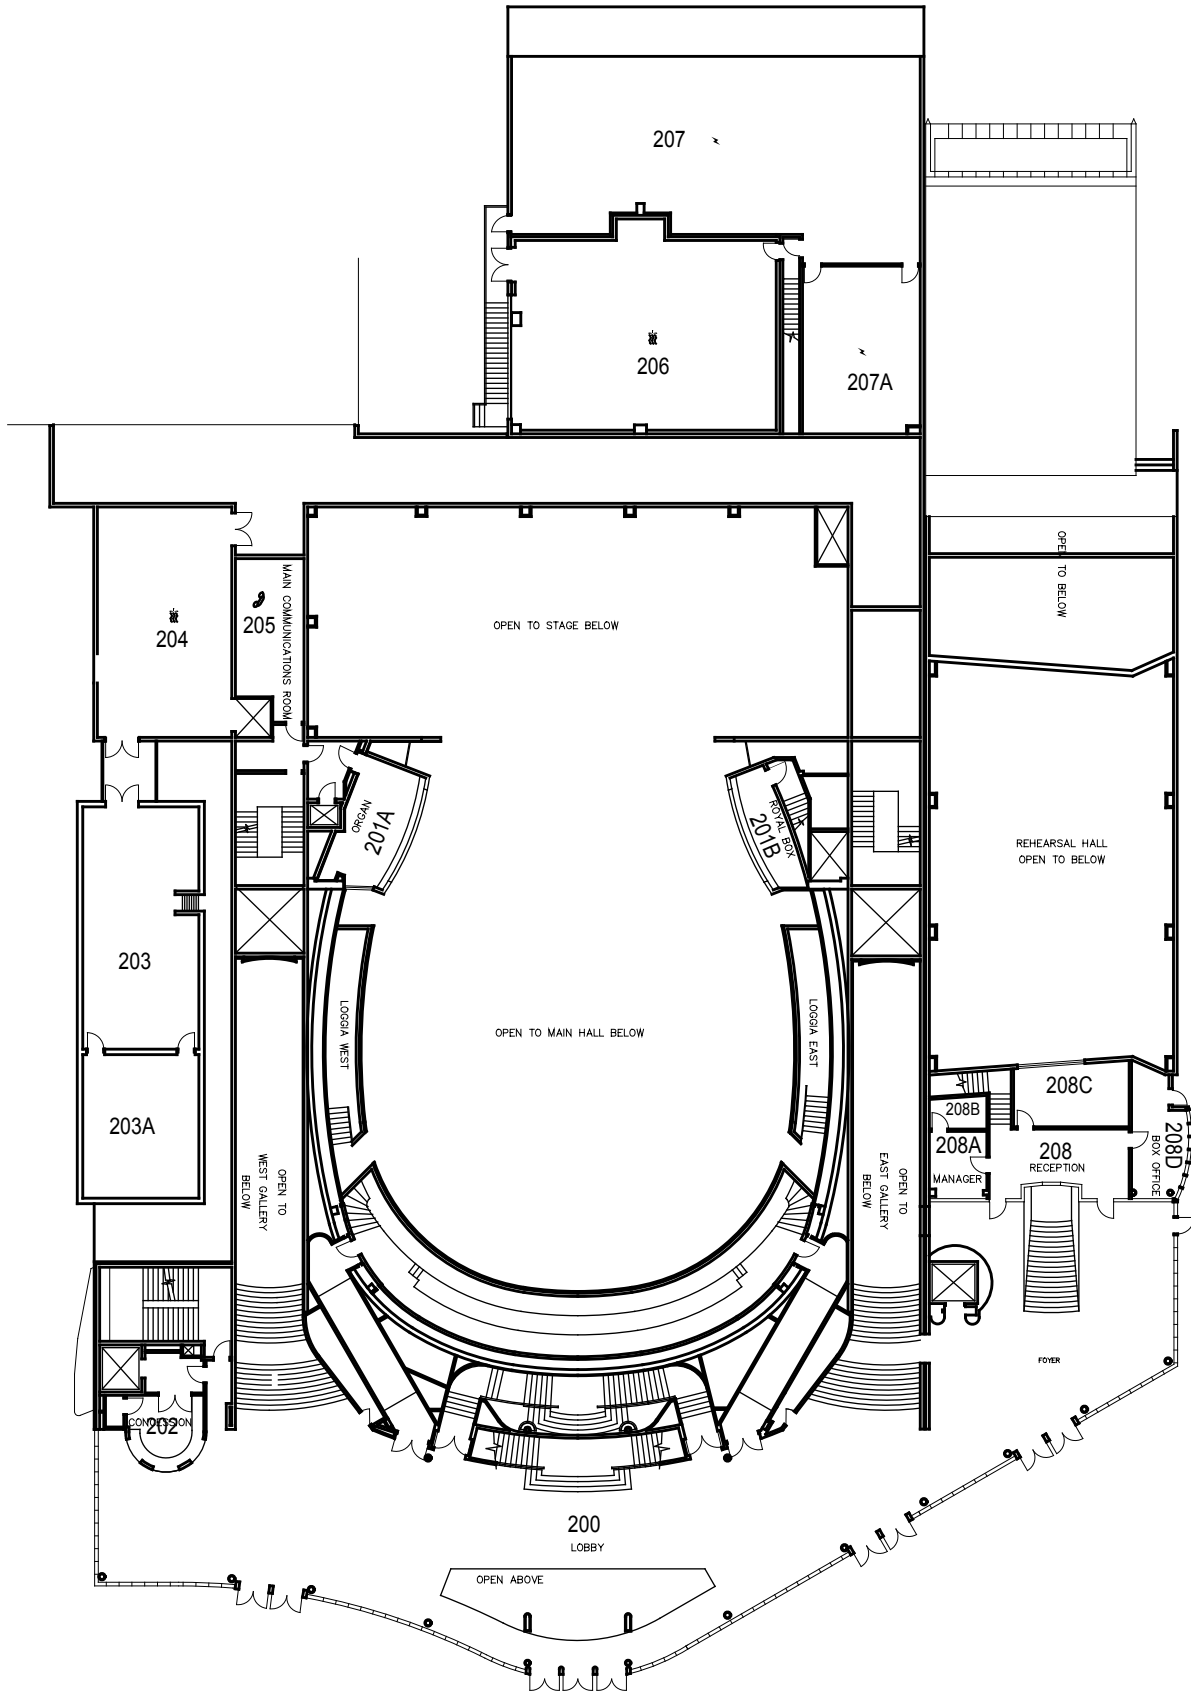 207
206
207A
OPEN TO BELOW
MAIN COMMUNICATIONS ROOM
205
204
OPEN TO STAGE BELOW
ORGAN
201A
ROYAL BOX
201B
REHEARSAL HALL
OPEN TO BELOW
203
LOGGIA WEST
OPEN TO MAIN HALL BELOW
LOGGIA EAST
203A
208C
208B
208A
MANAGER
208
RECEPTION
208D
BOX OFFICE
OPEN TO
WEST GALLERY
BELOW
OPEN TO
EAST GALLERY
BELOW
FOYER
CONCESSION
202
200
LOBBY
OPEN ABOVE